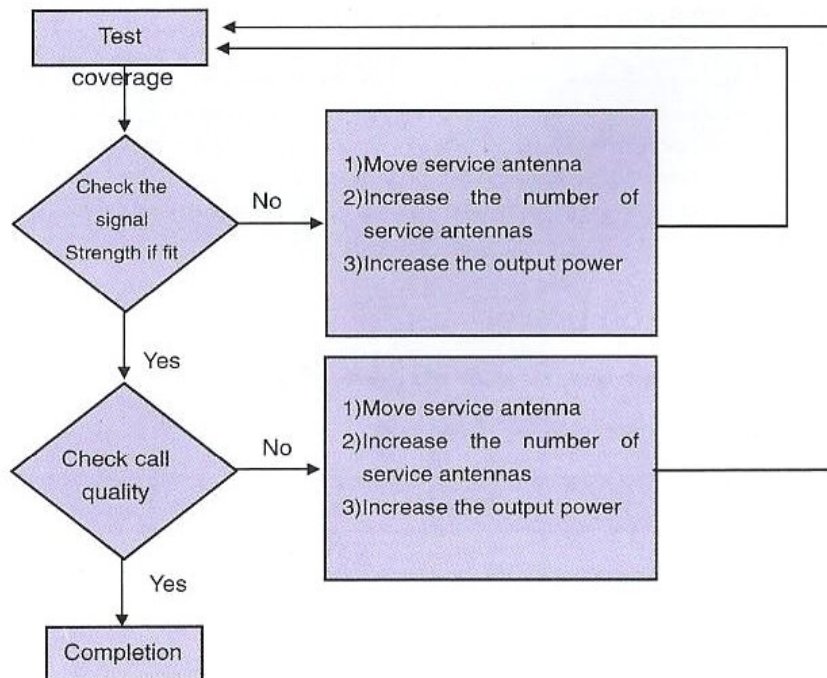 Test
coverage
Check the
signal
Strength if fit
No
1)Move service antenna
2)Increase the number of
service antennas
3)Increase the output power
Yes
Check call
quality
No
1)Move service antenna
2)Increase the number of
service antennas
3)Increase the output power
Yes
Completion